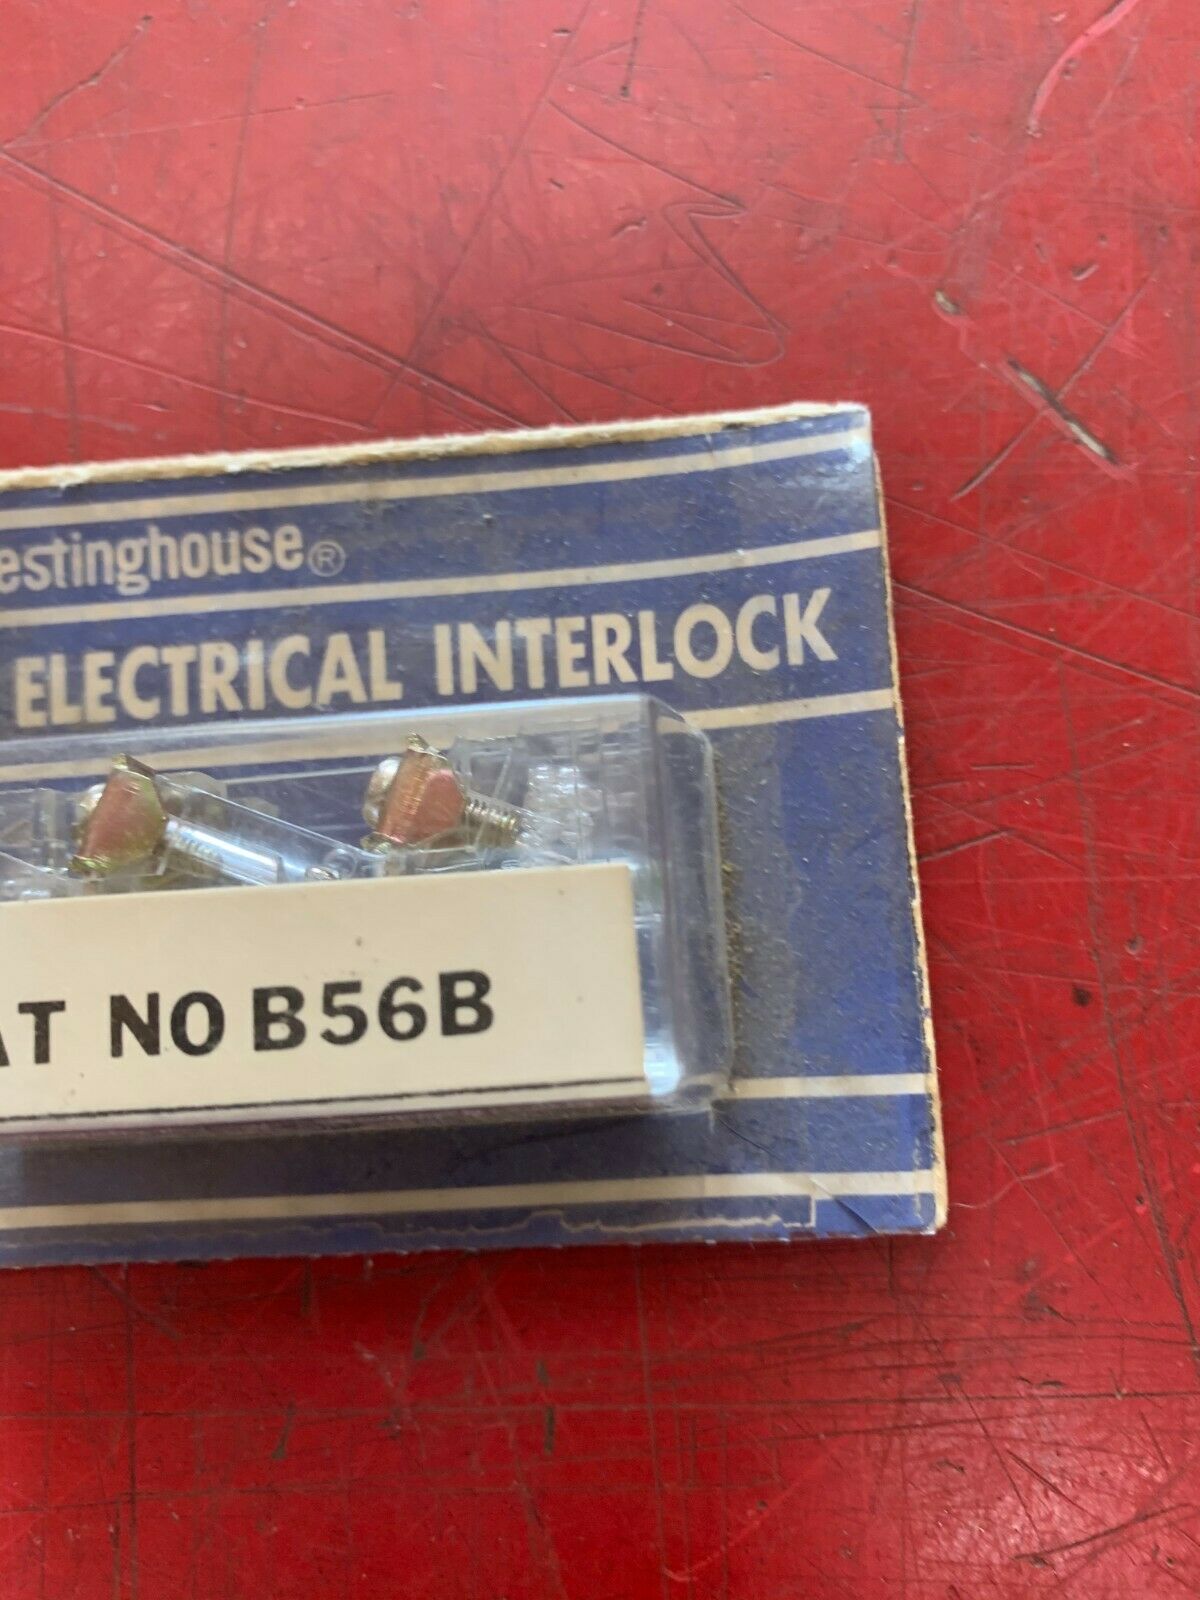 estinghouse®
ELECTRICAL INTERLOCK
AT NO B56B